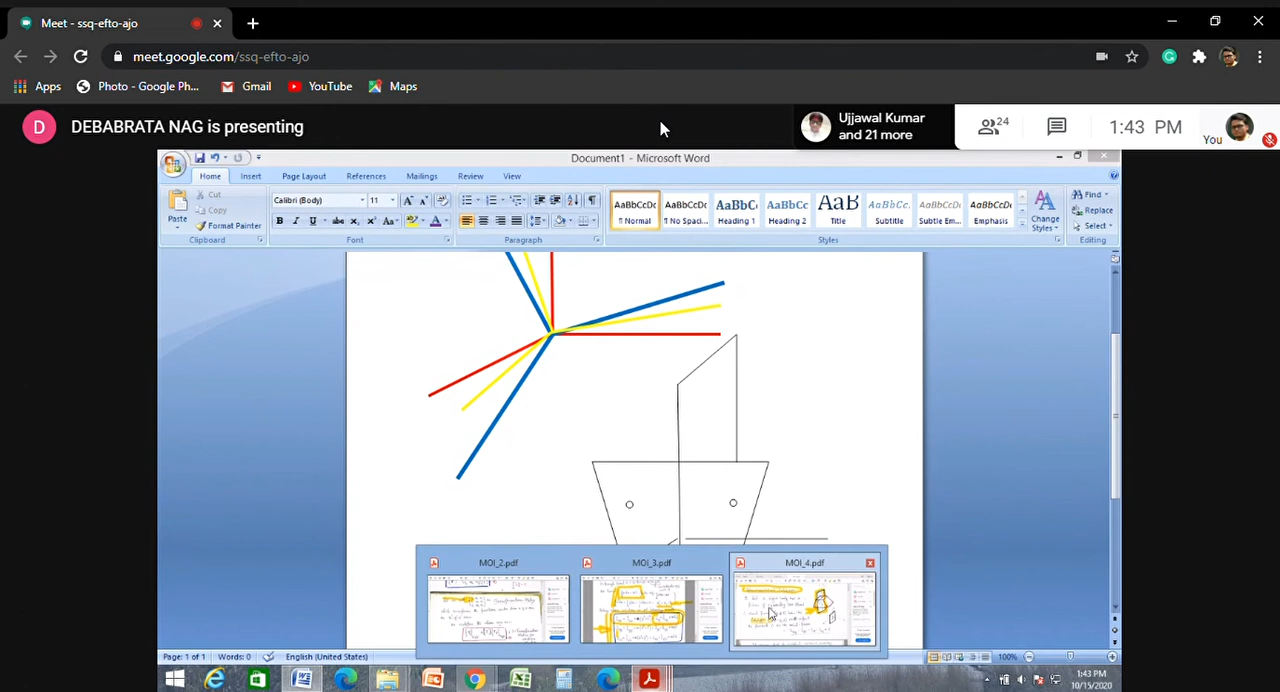 Meet - ssq-efto-ajo
meet.google.com/ssq-efto-ajo
Apps Photo - Google Ph... Gmail YouTube Maps
D DEBABRATA NAG is presenting
Ujjawal Kumar
and 21 more
24
1:43 PM
You
Document1 - Microsoft Word
Home Insert Page Layout References Mailings Review View
Paste
Cut
Copy
Format Painter
Clipboard
Calibri (Body) 11
B I U abc X₂ X² Aa
Font
Paragraph
AaBbCcDc AaBbCcDc AaBbC AaBbCc AaB AaBbCc. AaBbCcDc AaBbCcDc
¶ Normal ¶ No Spaci... Heading 1 Heading 2 Title Subtitle Subtle Em... Emphasis
Styles
Change
Styles
Find
Replace
Select
Editing
MOI_2.pdf MOI_3.pdf MOI_4.pdf
Page: 1 of 1 Words: 0 English (United States) 100%
1:43 PM
10/15/2020